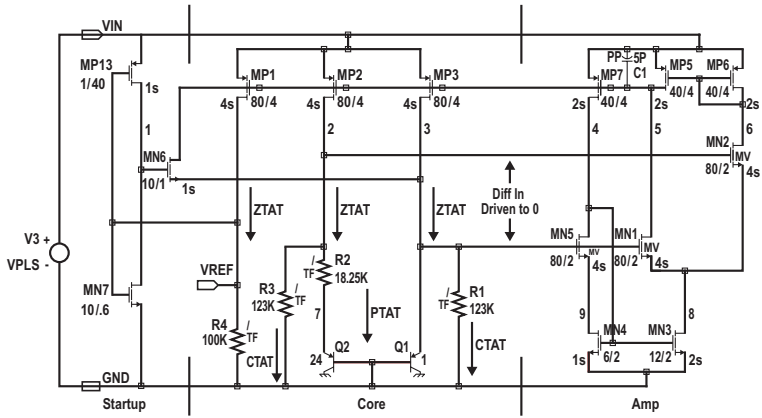 VIN
PP 5P
C1
MP13
1/40
1s
MP1
4s 80/4
MP2
4s 80/4
MP3
4s 80/4
MP7
2s 40/4
MP5
2s 40/4
MP6
40/4 2s
1
2
3
4
5
6
MN6
10/1
1s
MN2
MV
80/2
4s
ZTAT
ZTAT
ZTAT
Diff In
Driven to 0
V3 +
VPLS -
MN5
MV
80/2
4s
MN1
MV
80/2
4s
VREF
MN7
10/.6
R3
123K
TF
R2
18.25K
TF
R1
123K
TF
R4
100K
TF
CTAT
7
PTAT
CTAT
9
8
Q2
24
Q1
1
MN4
1s 6/2
MN3
12/2 2s
GND
Startup
Core
Amp